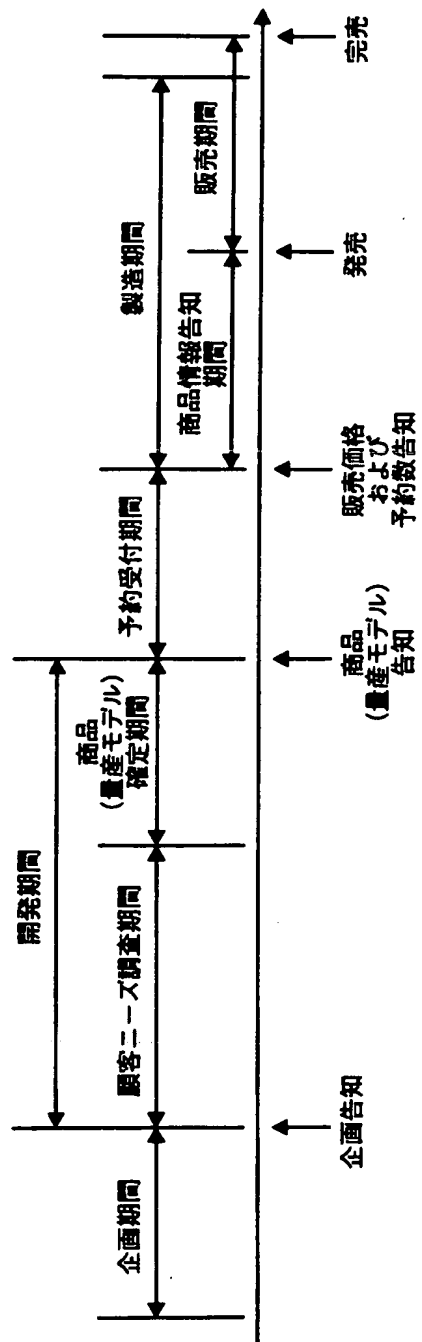 開発期間
企画期間
顧客ニーズ調査期間
商品
(量産モデル)
確定期間
予約受付期間
製造期間
商品情報告知
期間
販売期間
企画告知
商品
(量産モデル)
告知
販売価格
および
予約数告知
発売
完売